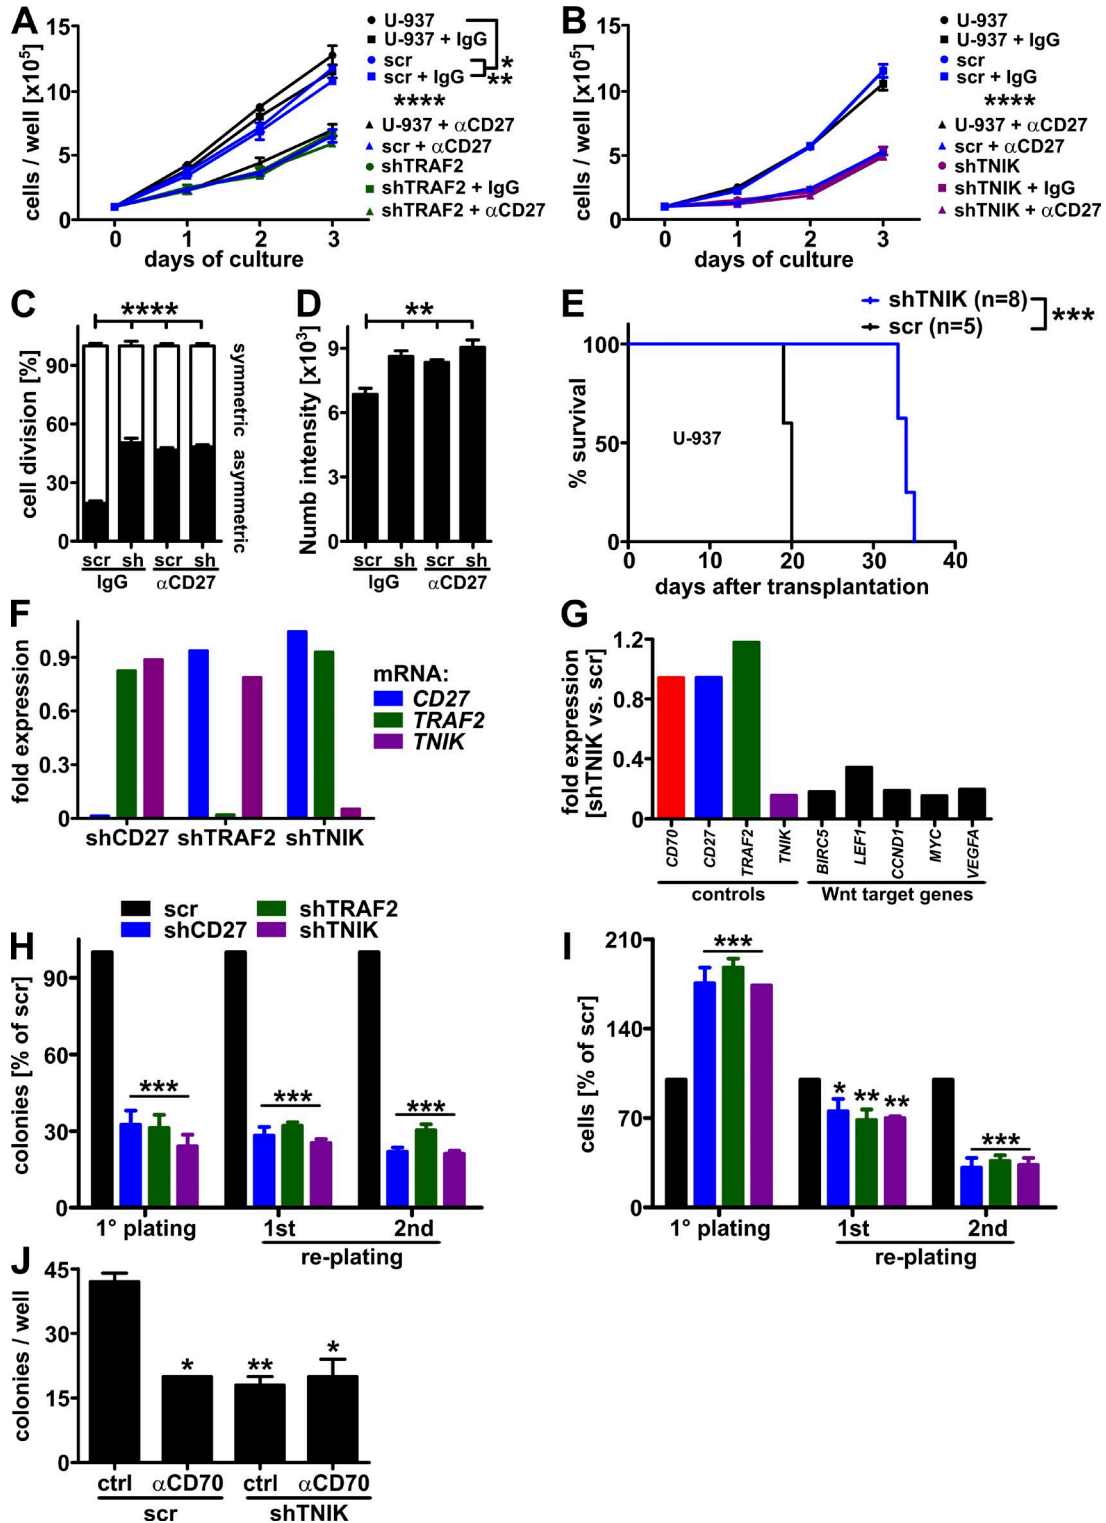 A
cells / well [x10⁵]
15
10
5
0
0 1 2 3
days of culture
U-937
U-937 + IgG
scr
scr + IgG
*
**
****
U-937 + αCD27
scr + αCD27
shTRAF2
shTRAF2 + IgG
shTRAF2 + αCD27
B
cells / well [x10⁵]
15
10
5
0
0 1 2 3
days of culture
U-937
U-937 + IgG
scr
scr + IgG
****
U-937 + αCD27
scr + αCD27
shTNIK
shTNIK + IgG
shTNIK + αCD27
C
****
cell division [%]
90
60
30
0
symmetric
asymmetric
scr sh scr sh
IgG αCD27
D
**
Numb intensity [x10³]
9
6
3
0
scr sh scr sh
IgG αCD27
E
shTNIK (n=8)
scr (n=5)
***
% survival
100
50
0
U-937
0 10 20 30 40
days after transplantation
F
fold expression
0.9
0.6
0.3
0
shCD27 shTRAF2 shTNIK
mRNA:
CD27
TRAF2
TNIK
G
fold expression
[shTNIK vs. scr]
1.2
0.8
0.4
0
CD70 CD27 TRAF2 TNIK BIRC5 LEF1 CCND1 MYC VEGFA
controls Wnt target genes
scr shTRAF2
shCD27 shTNIK
H
colonies [% of scr]
90
60
30
0
*** *** ***
1° plating 1st 2nd
re-plating
I
cells [% of scr]
210
140
70
0
***
* ** **
***
1° plating 1st 2nd
re-plating
J
colonies / well
45
30
15
0
* ** *
ctrl αCD70 ctrl αCD70
scr shTNIK